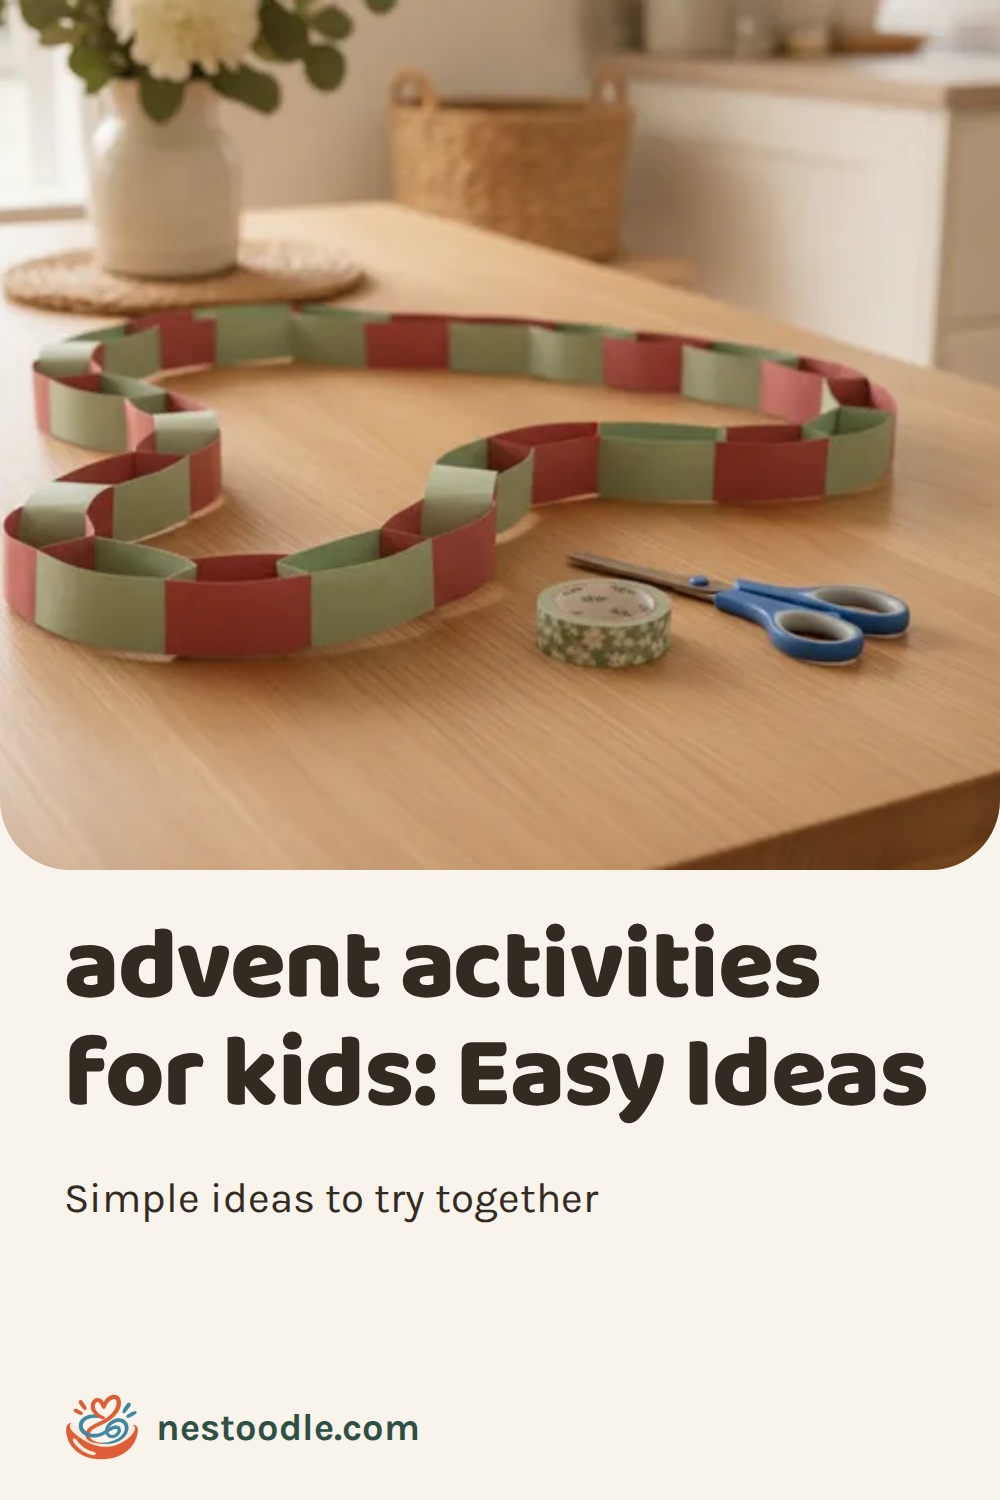 advent activities
for kids: Easy Ideas
Simple ideas to try together
nestoodle.com